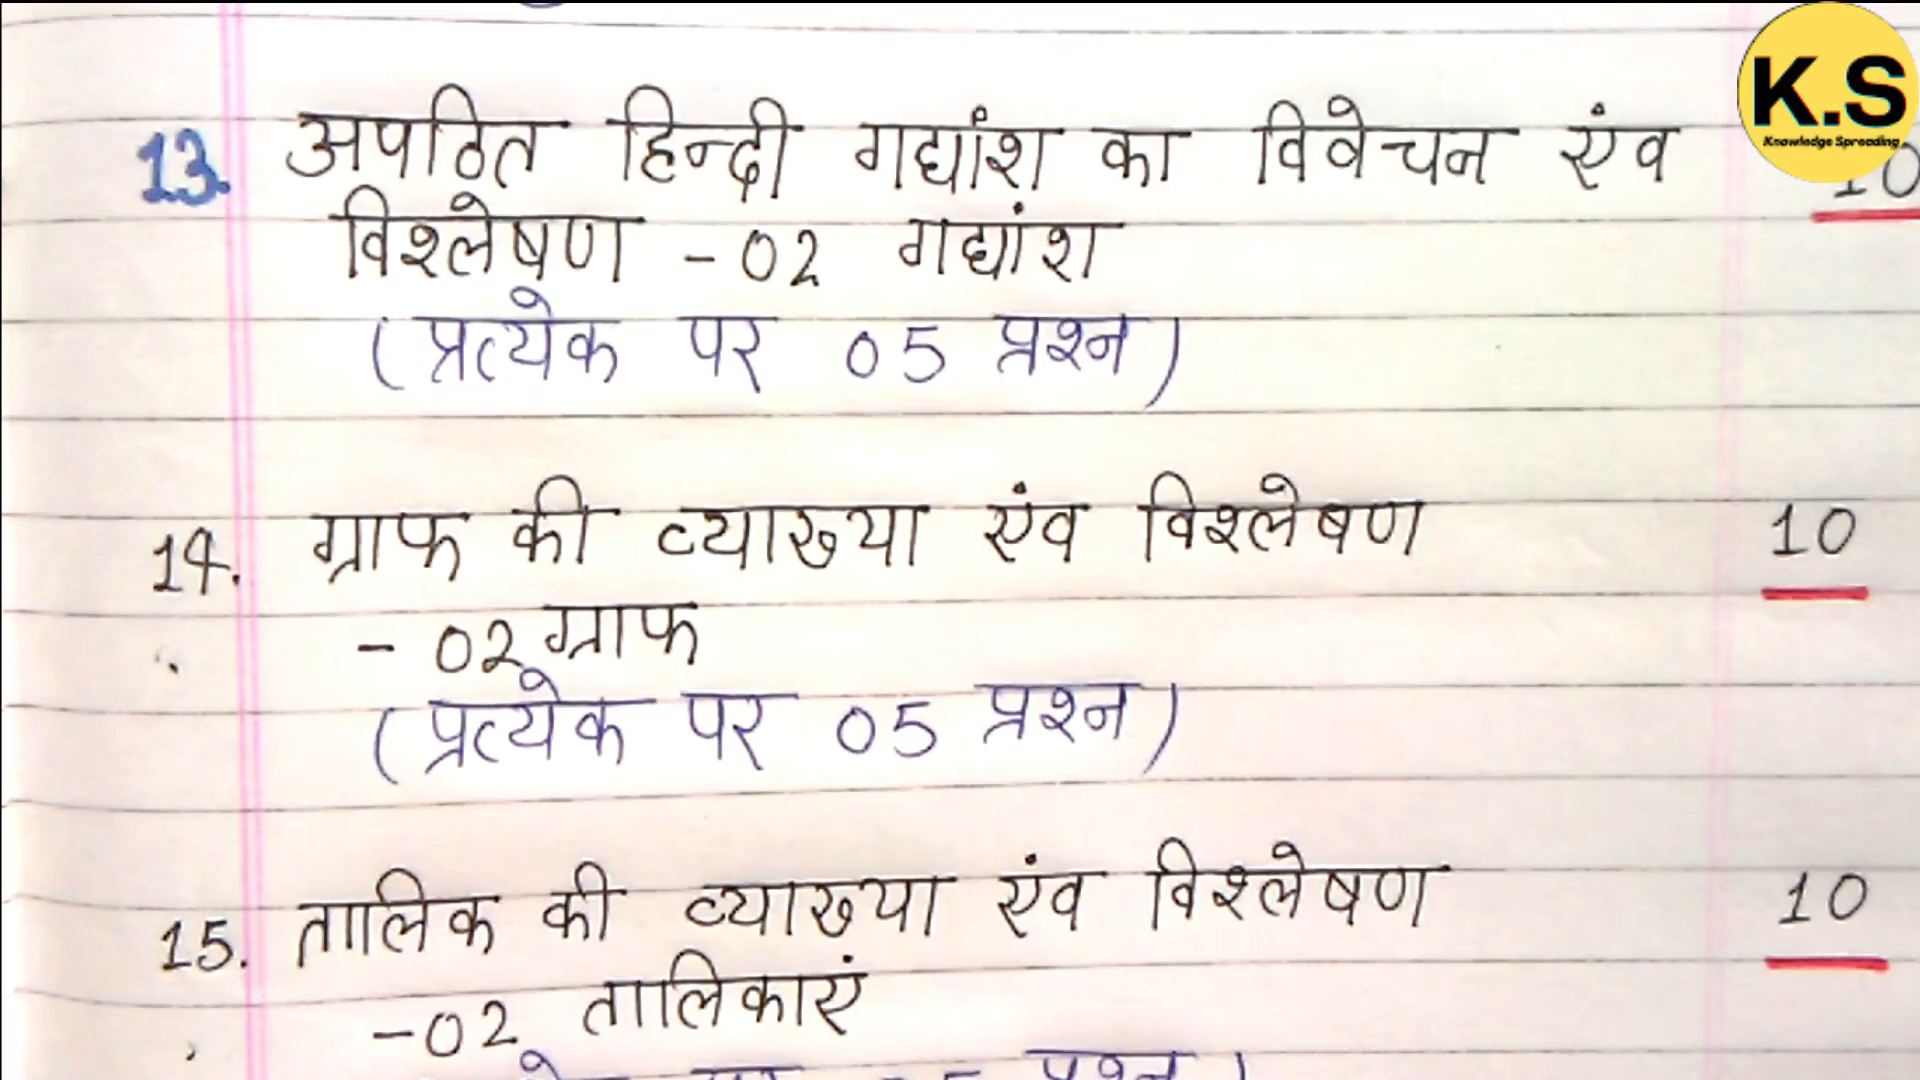 K.S
Knowledge Spreading
13. अपठित हिन्दी गद्यांश का विवेचन एंव 10
विश्लेषण -02 गद्यांश
(प्रत्येक पर 05 प्रश्न)
14. ग्राफ की व्याख्या एंव विश्लेषण 10
- 02 ग्राफ
(प्रत्येक पर 05 प्रश्न)
15. तालिक की व्याख्या एंव विश्लेषण 10
-02 तालिकाएं